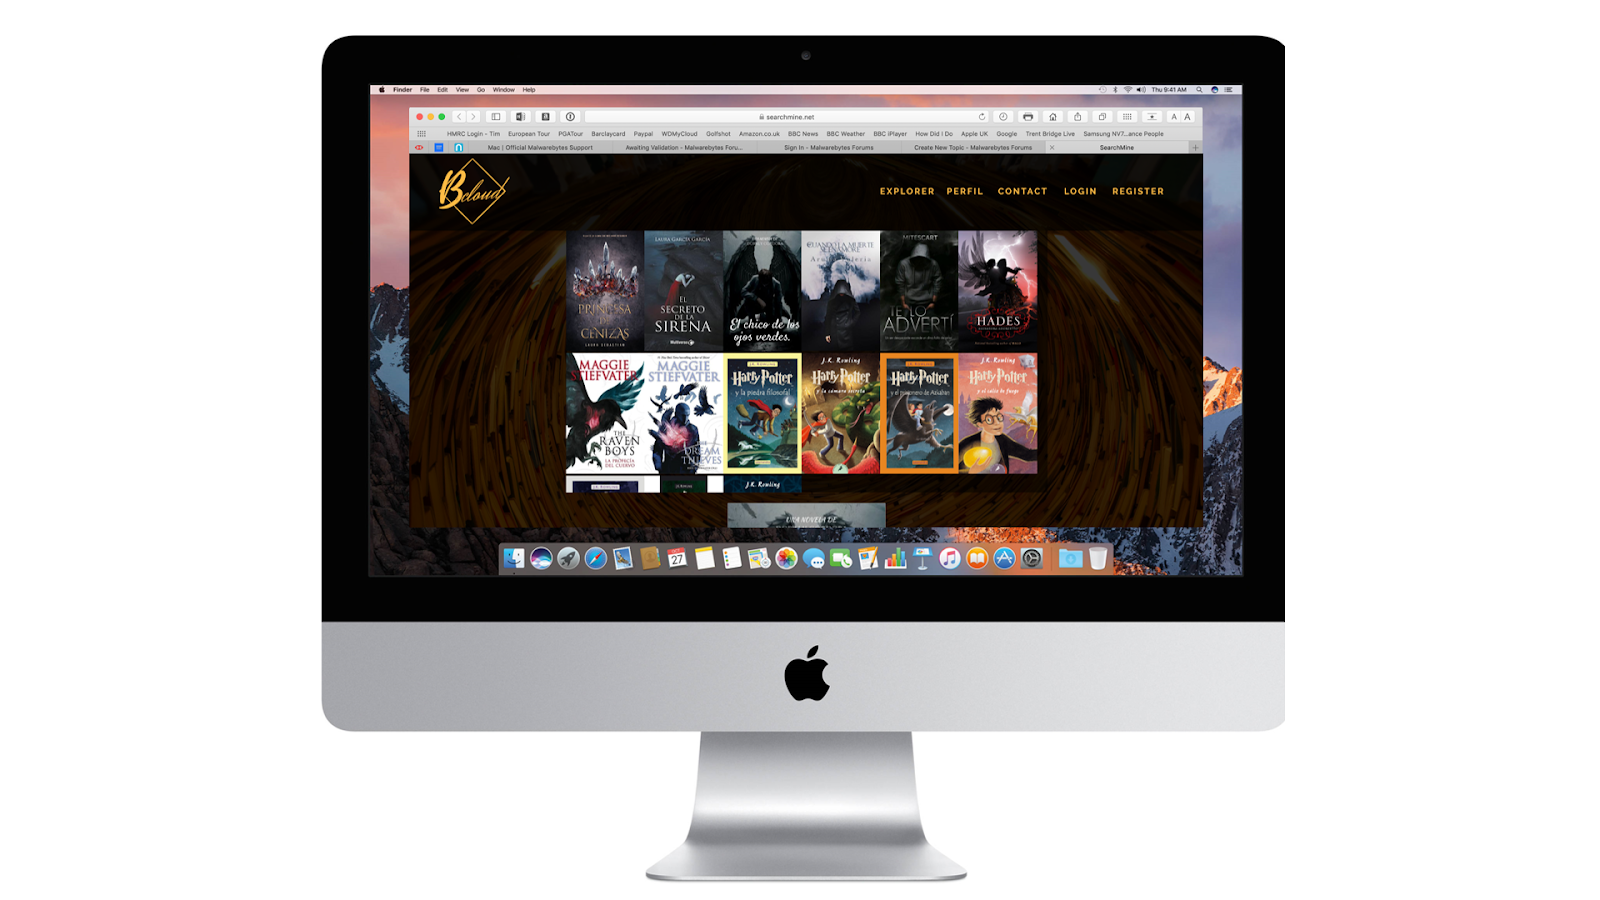 Finder File Edit View Go Window Help
Thu 9:41 AM
searchmine.net
A A
HMRC Login - Tim European Tour PGATour Barclaycard Paypal WDMyCloud Golfshot Amazon.co.uk BBC News BBC Weather BBC iPlayer How Did I Do Apple UK Google Trent Bridge Live Samsung NV7...ance People
Mac | Official Malwarebytes Support Awaiting Validation - Malwarebytes Foru... Sign In - Malwarebytes Forums Create New Topic - Malwarebytes Forums SearchMine
Bcloud
EXPLORER PERFIL CONTACT LOGIN REGISTER
PRINCESA
DE
CENIZAS
LAURA SEBASTIAN
LAURA GARCÍA GARCÍA
EL
SECRETO
DE LA
SIRENA
El chico de los
ojos verdes.
CUANDO LA MUERTE
SE ENAMORE
MITESCART
TE LO
ADVERTÍ
HADES
MAGGIE
STIEFVATER
THE
RAVEN
BOYS
LA PROFECÍA
DEL CUERVO
MAGGIE
STIEFVATER
THE
DREAM
THIEVES
Harry Potter
y la piedra filosofal
J.K. Rowling
Harry Potter
y la cámara secreta
Harry Potter
y el prisionero de Azkaban
J.K. Rowling
Harry Potter
y el cáliz de fuego
J.K. Rowling
UNA NOVELA DE
27